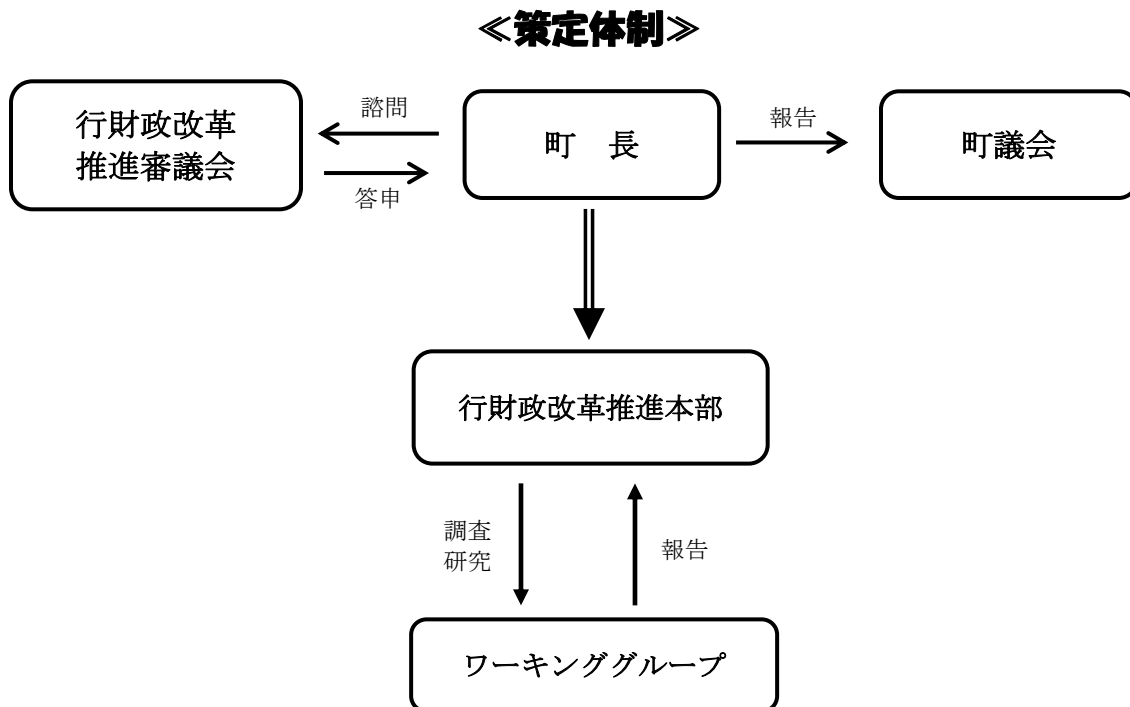 ≪策定体制≫
行財政改革
推進審議会
諮問
答申
町　長
報告
町議会
行財政改革推進本部
調査
研究
報告
ワーキンググループ